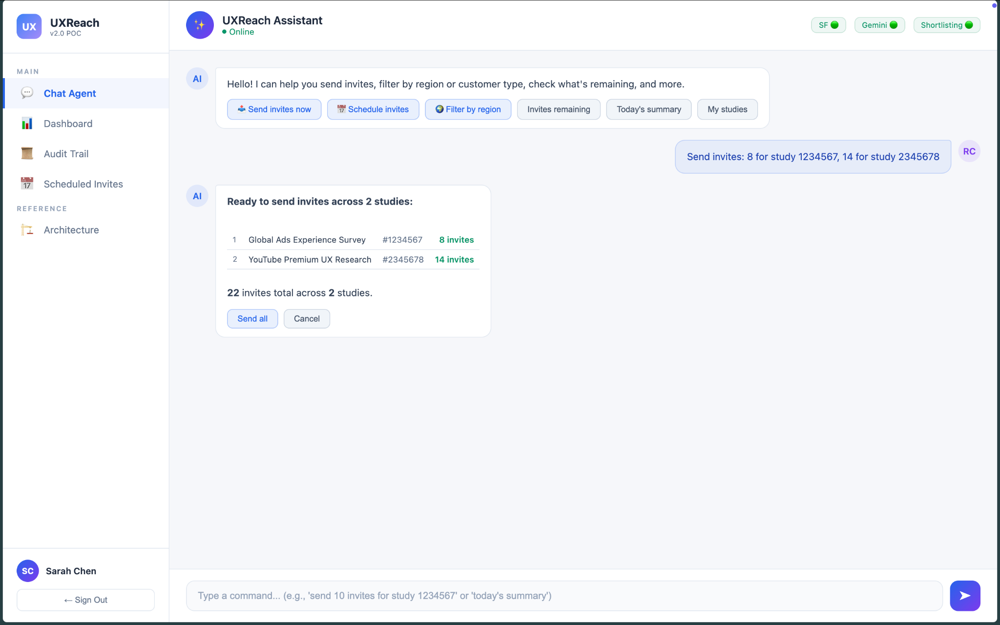 UX
UXReach
v2.0 POC
MAIN
Chat Agent
Dashboard
Audit Trail
17
Scheduled Invites
REFERENCE
Architecture
SC
Sarah Chen
← Sign Out
UXReach Assistant
Online
SF
Gemini
Shortlisting
AI
Hello! I can help you send invites, filter by region or customer type, check what's remaining, and more.
Send invites now
17 Schedule invites
Filter by region
Invites remaining
Today's summary
My studies
Send invites: 8 for study 1234567, 14 for study 2345678
RC
AI
Ready to send invites across 2 studies:
1 Global Ads Experience Survey #1234567 8 invites
2 YouTube Premium UX Research #2345678 14 invites
22 invites total across 2 studies.
Send all
Cancel
Type a command... (e.g., 'send 10 invites for study 1234567' or 'today's summary')